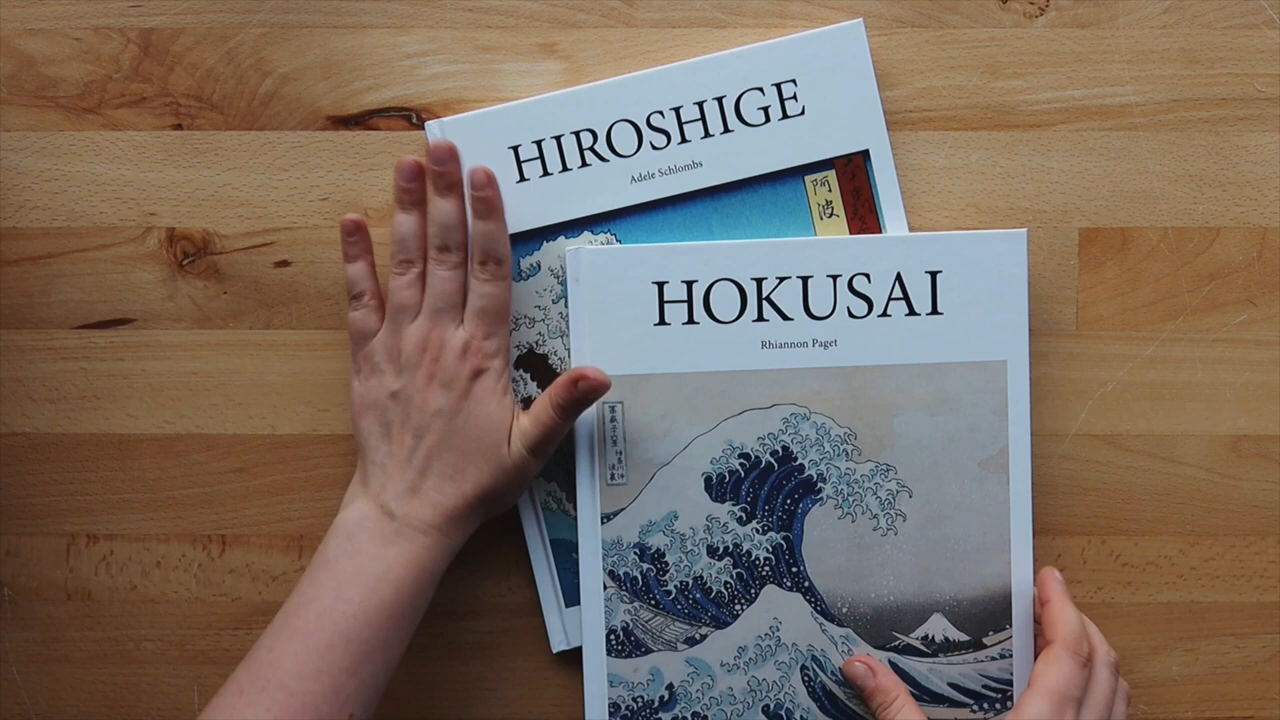 HIROSHIGE
Adele Schlombs
阿波
HOKUSAI
Rhiannon Paget